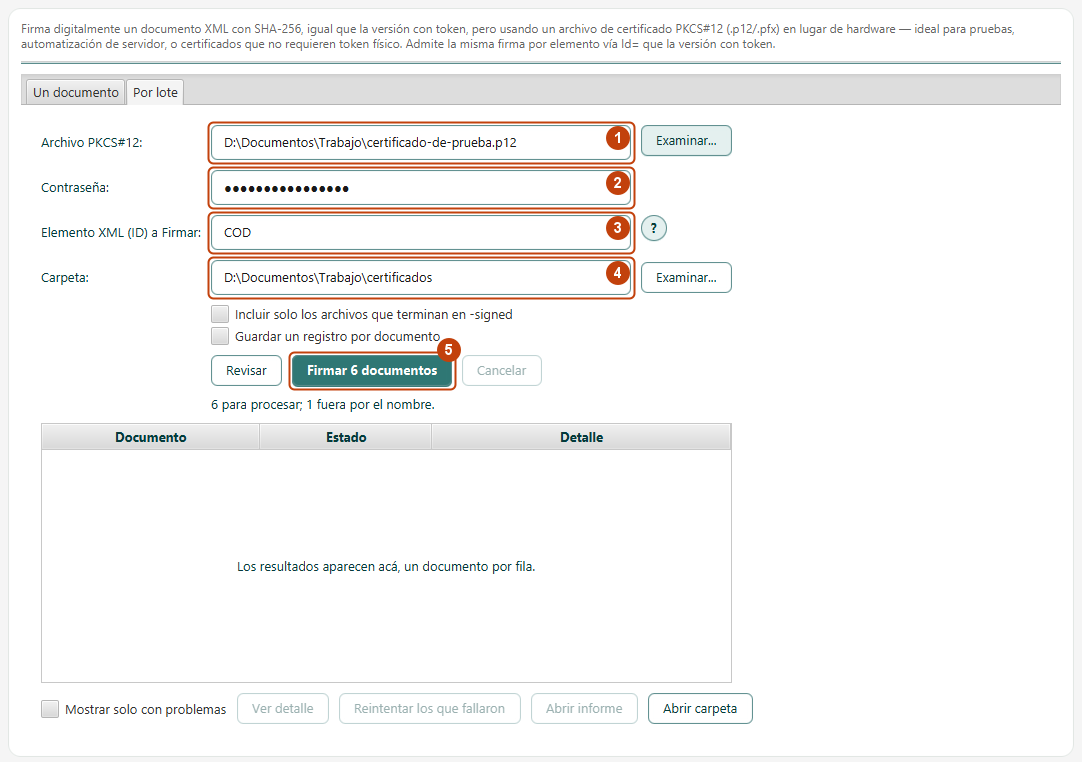 Firma digitalmente un documento XML con SHA-256, igual que la versión con token, pero usando un archivo de certificado PKCS#12 (.p12/.pfx) en lugar de hardware — ideal para pruebas,
automatización de servidor, o certificados que no requieren token físico. Admite la misma firma por elemento vía Id= que la versión con token.
Un documento Por lote
Archivo PKCS#12: D:\Documentos\Trabajo\certificado-de-prueba.p12 1 Examinar...
Contraseña: •••••••••••••••• 2
Elemento XML (ID) a Firmar: COD 3 ?
Carpeta: D:\Documentos\Trabajo\certificados 4 Examinar...
Incluir solo los archivos que terminan en -signed
Guardar un registro por documento
5
Revisar Firmar 6 documentos Cancelar
6 para procesar; 1 fuera por el nombre.
Documento Estado Detalle
Los resultados aparecen acá, un documento por fila.
Mostrar solo con problemas Ver detalle Reintentar los que fallaron Abrir informe Abrir carpeta